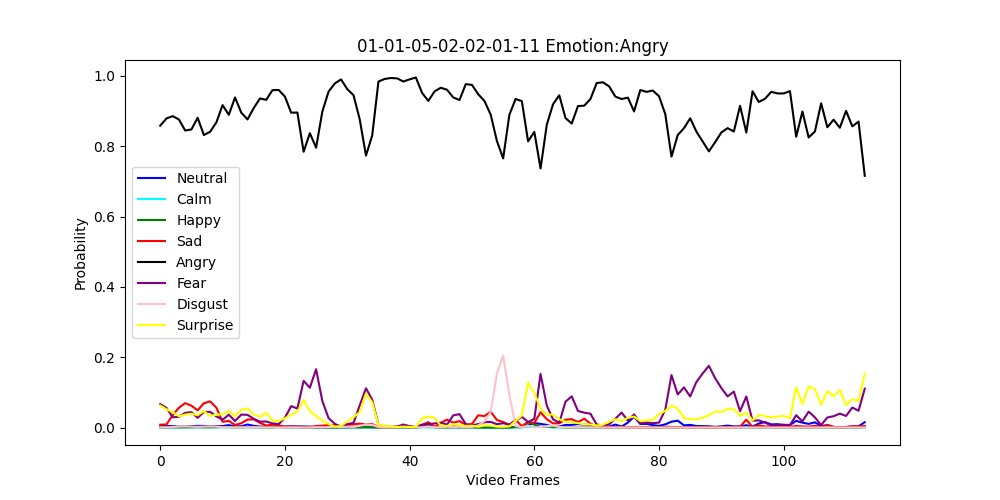 01-01-05-02-02-01-11 Emotion:Angry
Probability
1.0
0.8
0.6
0.4
0.2
0.0
Neutral
Calm
Happy
Sad
Angry
Fear
Disgust
Surprise
0 20 40 60 80 100
Video Frames